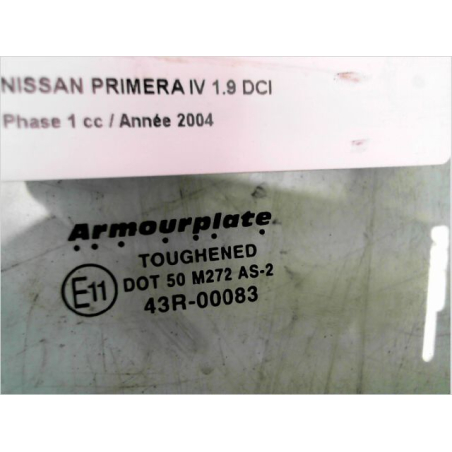 NISSAN PRIMERA IV 1.9 DCI
Phase 1 cc / Année 2004
Armourplate
TOUGHENED
E11
DOT 50 M272 AS-2
43R-00083